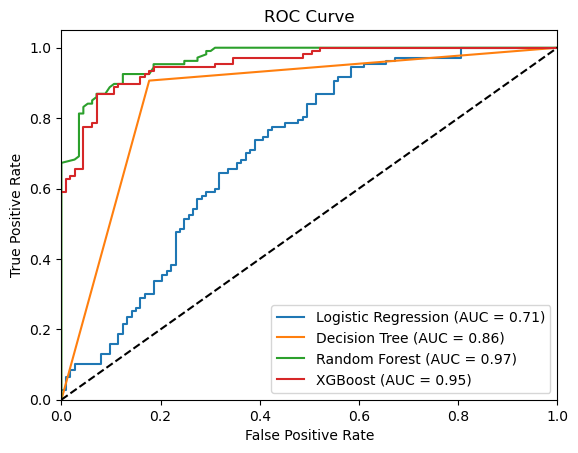 ROC Curve
True Positive Rate
1.0
0.8
0.6
0.4
0.2
0.0
Logistic Regression (AUC = 0.71)
Decision Tree (AUC = 0.86)
Random Forest (AUC = 0.97)
XGBoost (AUC = 0.95)
0.0 0.2 0.4 0.6 0.8 1.0
False Positive Rate